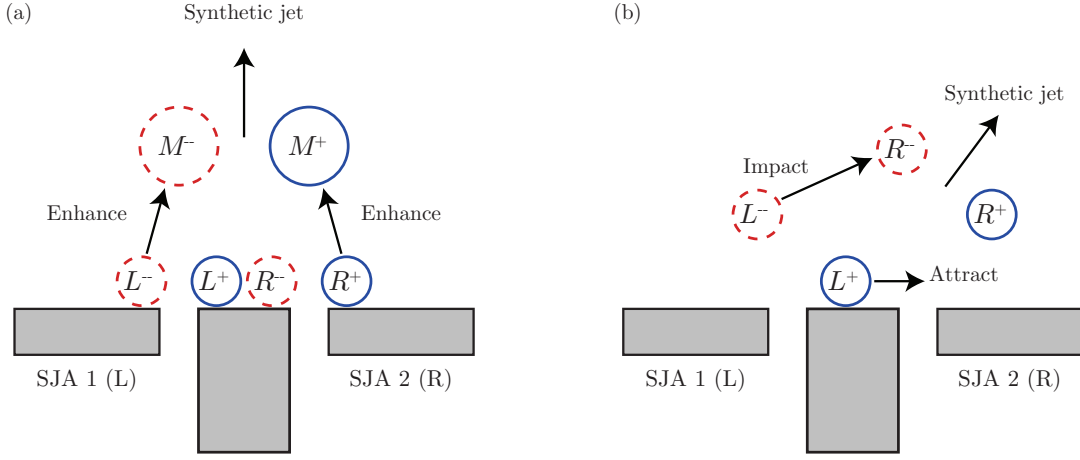 (a)
Synthetic jet
M--
M+
Enhance
Enhance
L--
L+
R--
R+
SJA 1 (L)
SJA 2 (R)
(b)
Synthetic jet
R--
Impact
L--
R+
L+
Attract
SJA 1 (L)
SJA 2 (R)